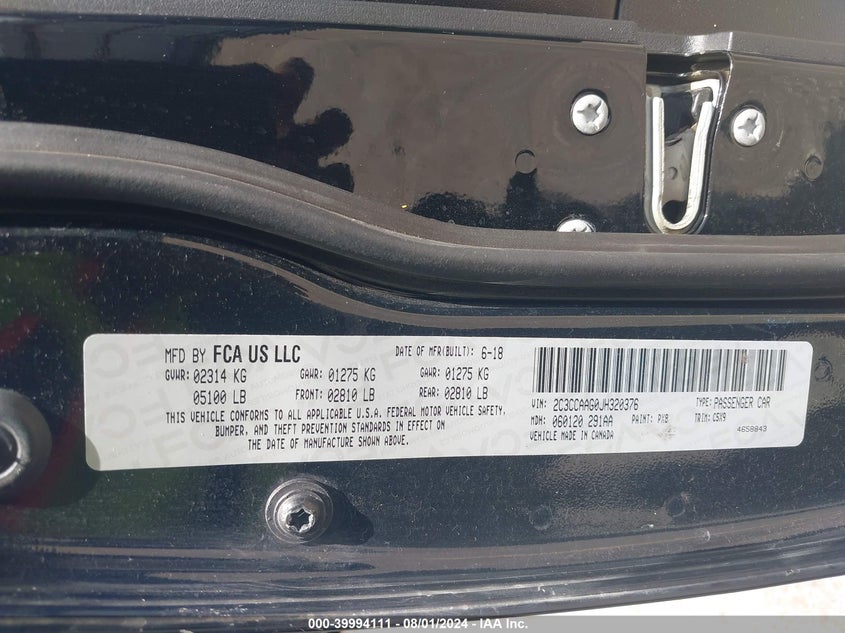 MFD BY FCA US LLC DATE OF MFR(BUILT): 6-18
GVWR: 02314 KG GAWR: 01275 KG GAWR: 01275 KG
05100 LB FRONT: 02810 LB REAR: 02810 LB
THIS VEHICLE CONFORMS TO ALL APPLICABLE U.S.A. FEDERAL MOTOR VEHICLE SAFETY,
BUMPER, AND THEFT PREVENTION STANDARDS IN EFFECT ON
THE DATE OF MANUFACTURE SHOWN ABOVE.
VIN: 2C3CCAAG0JH320376 TYPE: PASSENGER CAR
MDH: 060120 291AA PAINT: PX8 TRIM: C5X9
VEHICLE MADE IN CANADA 4658843
000-39994111 - 08/01/2024 - IAA Inc.